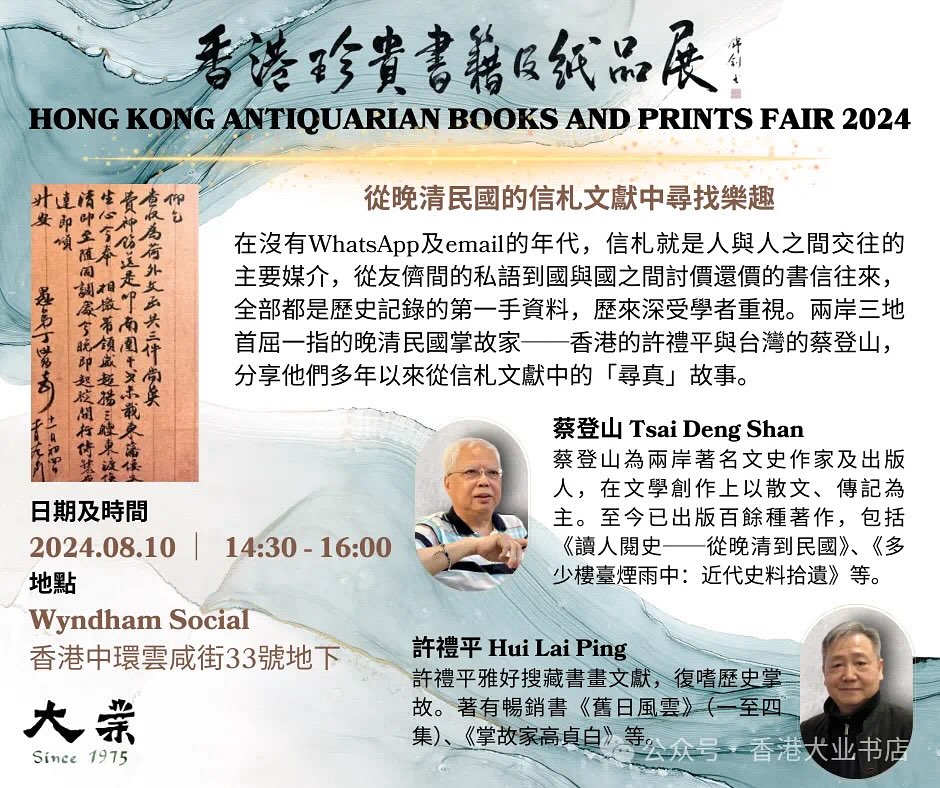 香港珍貴書籍及紙品展
HONG KONG ANTIQUARIAN BOOKS AND PRINTS FAIR 2024
從晚清民國的信札文獻中尋找樂趣
在沒有WhatsApp及email的年代，信札就是人與人之間交往的
主要媒介，從友儕間的私語到國與國之間討價還價的書信往來，
全部都是歷史記錄的第一手資料，歷來深受學者重視。兩岸三地
首屈一指的晚清民國掌故家──香港的許禮平與台灣的蔡登山，
分享他們多年以來從信札文獻中的「尋真」故事。
蔡登山 Tsai Deng Shan
蔡登山為兩岸著名文史作家及出版
人，在文學創作上以散文、傳記為
主。至今已出版百餘種著作，包括
《讀人閱史──從晚清到民國》、《多
少樓臺煙雨中：近代史料拾遺》等。
日期及時間
2024.08.10 | 14:30 - 16:00
地點
Wyndham Social
香港中環雲咸街33號地下
許禮平 Hui Lai Ping
許禮平雅好搜藏書畫文獻，復嗜歷史掌
故。著有暢銷書《舊日風雲》（一至四
集）、《掌故家高貞白》等。
大業
Since 1975
公众号·香港大业书店